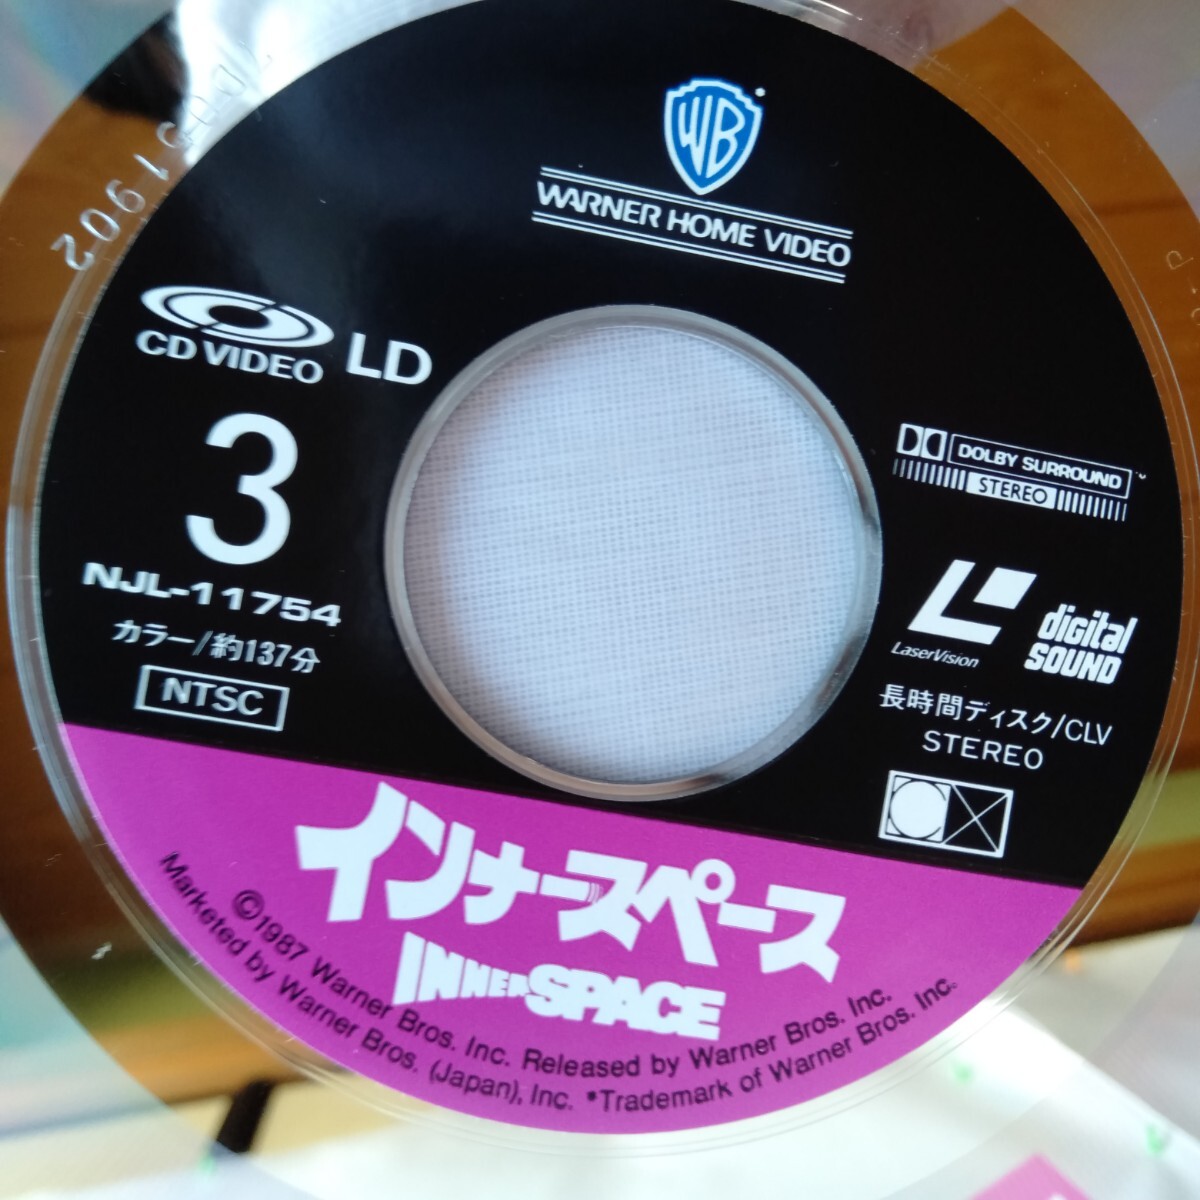 WB
WARNER HOME VIDEO
CD VIDEO LD
3
NJL-11754
カラー/約137分
NTSC
DOLBY SURROUND
STEREO
LaserVision
digital
SOUND
長時間ディスク/CLV
STEREO
インナースペース
INNERSPACE
©1987 Warner Bros. Inc. Released by Warner Bros. Inc.
Marketed by Warner Bros. (Japan), Inc. *Trademark of Warner Bros. Inc.